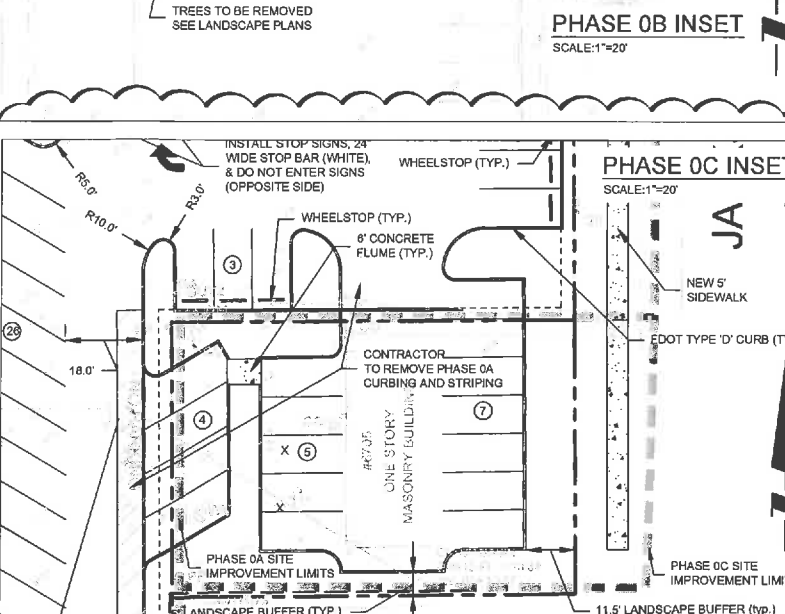 TREES TO BE REMOVED
SEE LANDSCAPE PLANS
PHASE 0B INSET
SCALE:1"=20'
INSTALL STOP SIGNS, 24"
WIDE STOP BAR (WHITE),
& DO NOT ENTER SIGNS
(OPPOSITE SIDE)
WHEELSTOP (TYP.)
PHASE 0C INSET
SCALE:1"=20'
R5.0'
R10.0'
R3.0'
WHEELSTOP (TYP.)
6' CONCRETE
FLUME (TYP.)
3
JA
NEW 5'
SIDEWALK
26
18.0'
FDOT TYPE 'D' CURB (T
CONTRACTOR
TO REMOVE PHASE 0A
CURBING AND STRIPING
4
X 5
7
X
#6705
ONE STORY
MASONRY BUILDIN
PHASE 0A SITE
IMPROVEMENT LIMITS
PHASE 0C SITE
IMPROVEMENT LIMI
LANDSCAPE BUFFER (TYP.)
11.5' LANDSCAPE BUFFER (typ.)